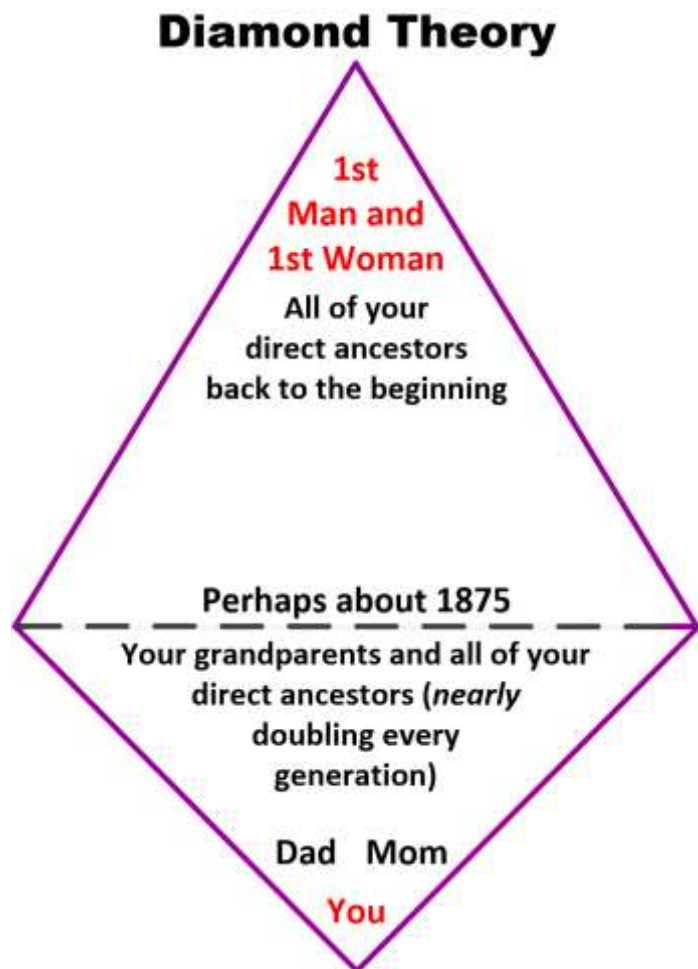 Diamond Theory
1st
Man and
1st Woman
All of your
direct ancestors
back to the beginning
Perhaps about 1875
Your grandparents and all of your
direct ancestors (nearly
doubling every
generation)
Dad Mom
You